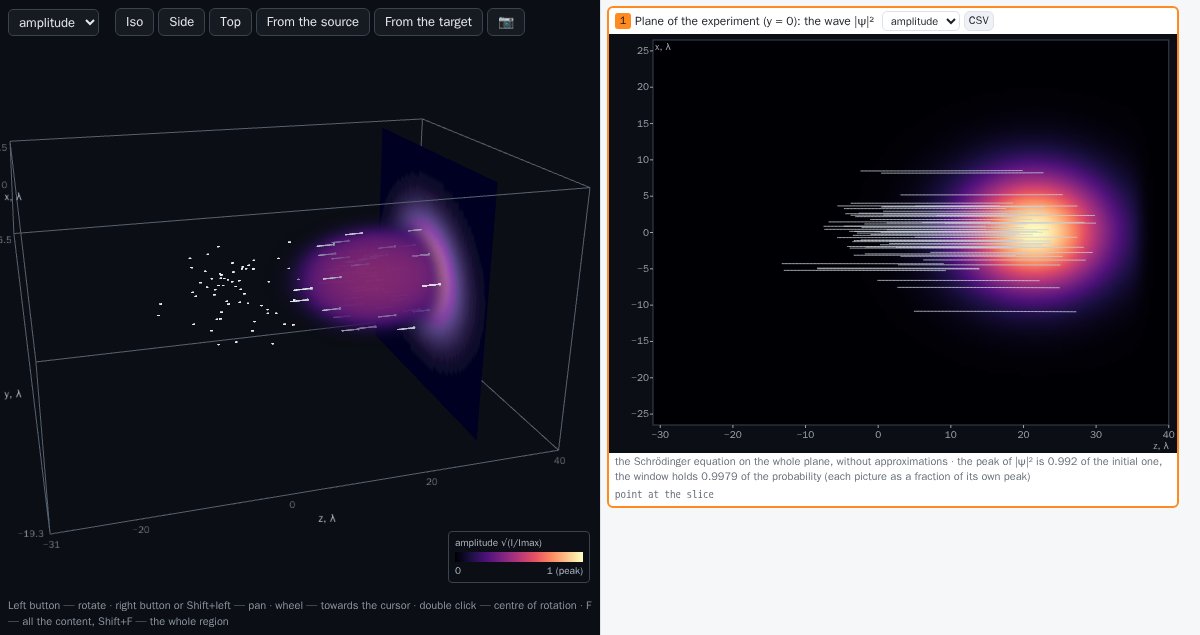 amplitude
Iso
Side
Top
From the source
From the target
x, λ
y, λ
−19.3
−31
−20
0
20
40
z, λ
amplitude √(I/Imax)
0
1 (peak)
Left button — rotate · right button or Shift+left — pan · wheel — towards the cursor · double click — centre of rotation · F
— all the content, Shift+F — the whole region
1 Plane of the experiment (y = 0): the wave |ψ|² amplitude CSV
x, λ
25
20
15
10
5
0
−5
−10
−15
−20
−25
−30
−20
−10
0
10
20
30
40
z, λ
the Schrödinger equation on the whole plane, without approximations · the peak of |ψ|² is 0.992 of the initial one,
the window holds 0.9979 of the probability (each picture as a fraction of its own peak)
point at the slice